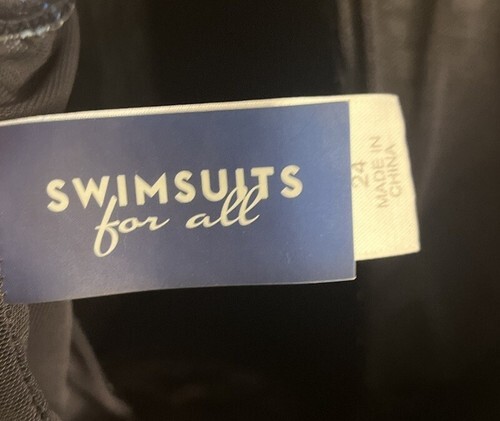 SWIMSUITS
for all
24
MADE IN
CHINA